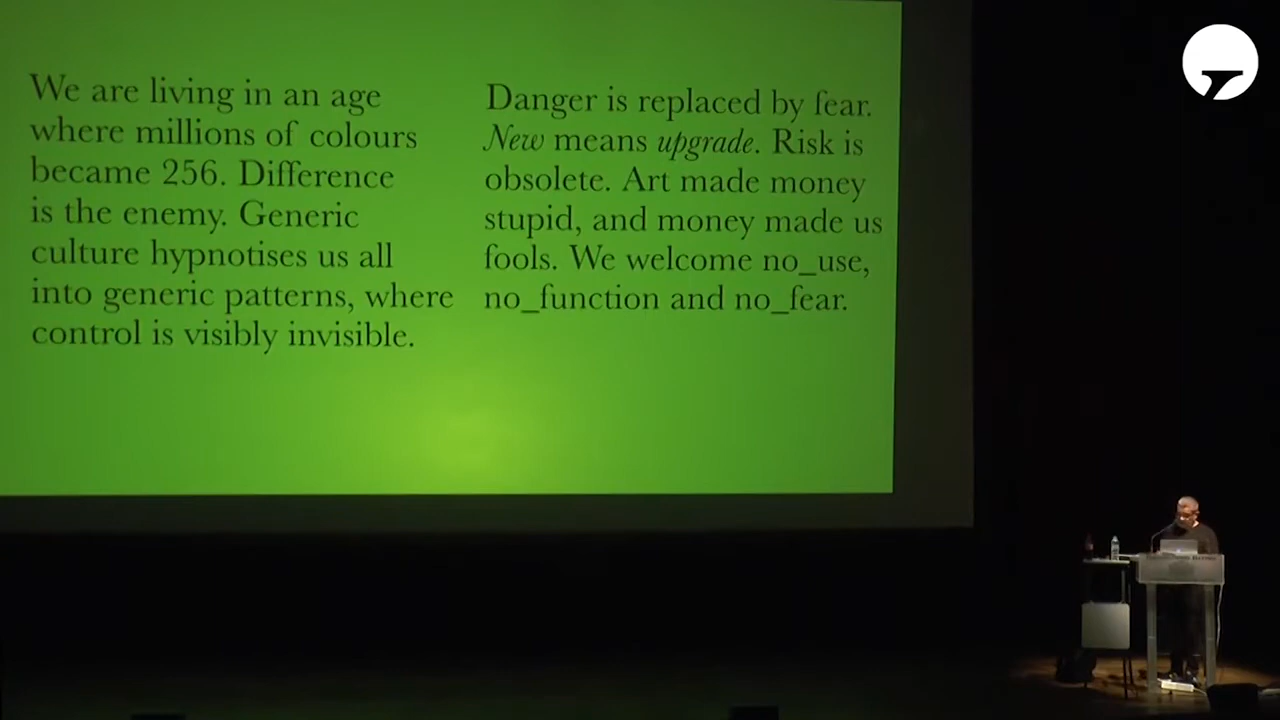 We are living in an age
where millions of colours
became 256. Difference
is the enemy. Generic
culture hypnotises us all
into generic patterns, where
control is visibly invisible.
Danger is replaced by fear.
New means upgrade. Risk is
obsolete. Art made money
stupid, and money made us
fools. We welcome no_use,
no_function and no_fear.